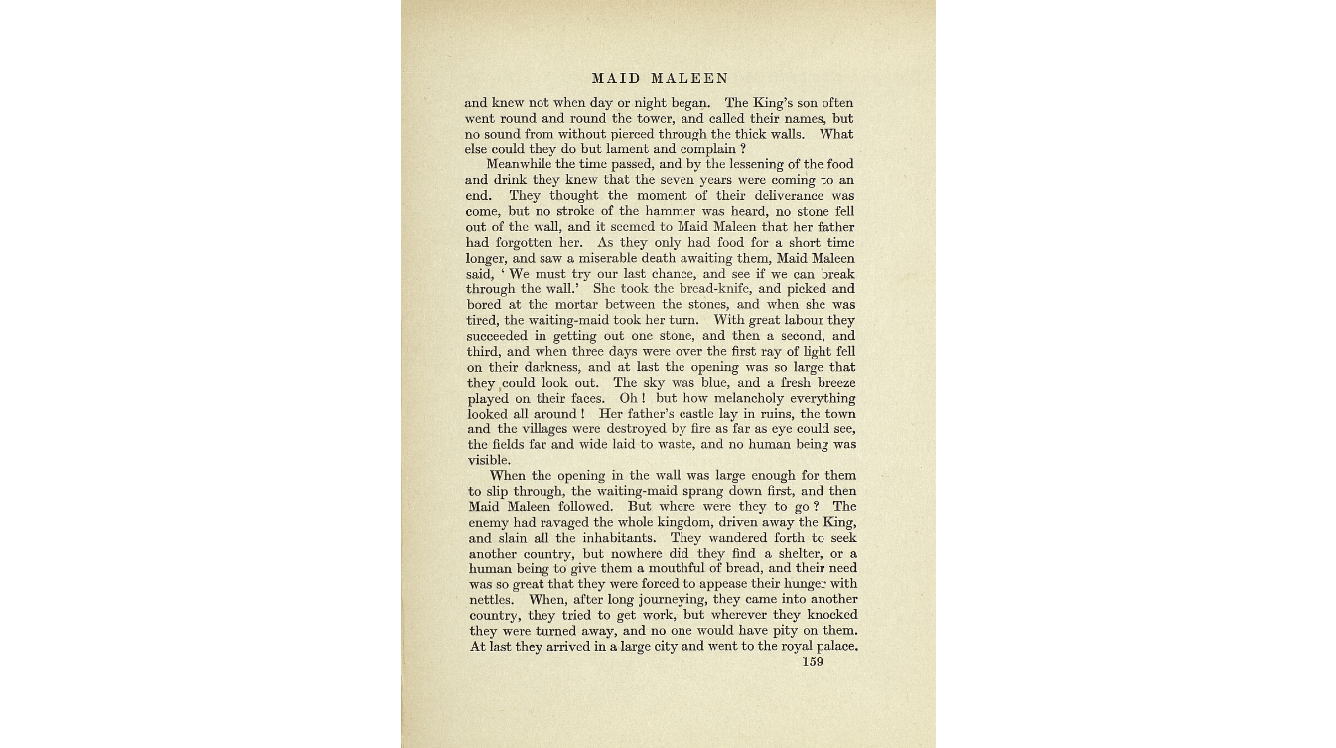 MAID MALEEN
and knew not when day or night began. The King's son often
went round and round the tower, and called their names, but
no sound from without pierced through the thick walls. What
else could they do but lament and complain ?
Meanwhile the time passed, and by the lessening of the food
and drink they knew that the seven years were coming to an
end. They thought the moment of their deliverance was
come, but no stroke of the hammer was heard, no stone fell
out of the wall, and it seemed to Maid Maleen that her father
had forgotten her. As they only had food for a short time
longer, and saw a miserable death awaiting them, Maid Maleen
said, ‘ We must try our last chance, and see if we can break
through the wall.’ She took the bread-knife, and picked and
bored at the mortar between the stones, and when she was
tired, the waiting-maid took her turn. With great labour they
succeeded in getting out one stone, and then a second, and
third, and when three days were over the first ray of light fell
on their darkness, and at last the opening was so large that
they could look out. The sky was blue, and a fresh breeze
played on their faces. Oh ! but how melancholy everything
looked all around ! Her father's castle lay in ruins, the town
and the villages were destroyed by fire as far as eye could see,
the fields far and wide laid to waste, and no human being was
visible.
When the opening in the wall was large enough for them
to slip through, the waiting-maid sprang down first, and then
Maid Maleen followed. But where were they to go ? The
enemy had ravaged the whole kingdom, driven away the King,
and slain all the inhabitants. They wandered forth to seek
another country, but nowhere did they find a shelter, or a
human being to give them a mouthful of bread, and their need
was so great that they were forced to appease their hunger with
nettles. When, after long journeying, they came into another
country, they tried to get work, but wherever they knocked
they were turned away, and no one would have pity on them.
At last they arrived in a large city and went to the royal palace.
159